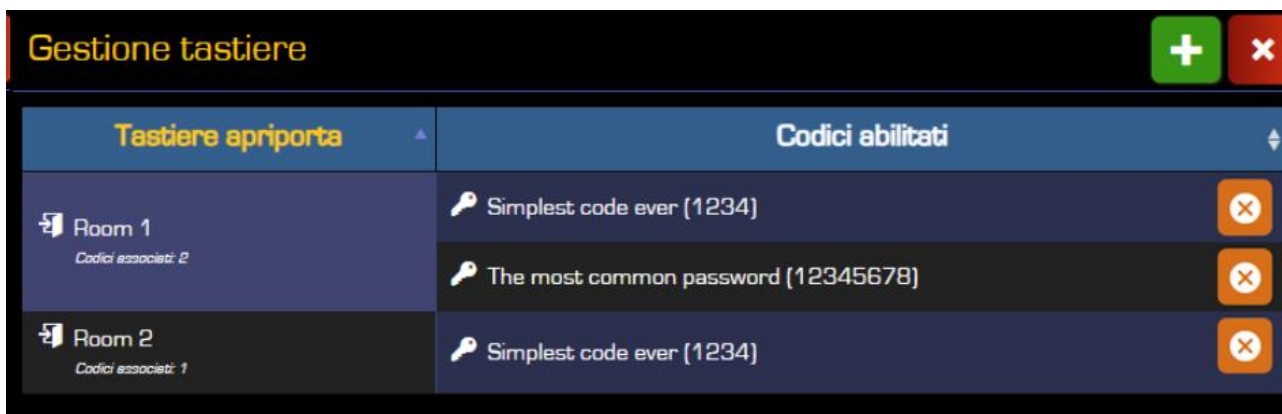 Gestione tastiere
Tastiere apriporta
Codici abilitati
Room 1
Codici associati: 2
Simplest code ever (1234)
The most common password (12345678)
Room 2
Codici associati: 1
Simplest code ever (1234)